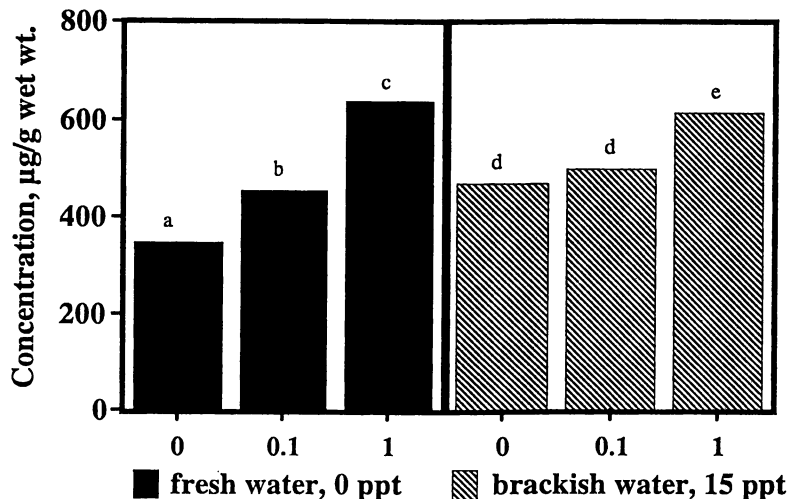 800
600
400
200
0
Concentration, µg/g wet wt.
a
b
c
d
d
e
0 0.1 1 0 0.1 1
fresh water, 0 ppt brackish water, 15 ppt